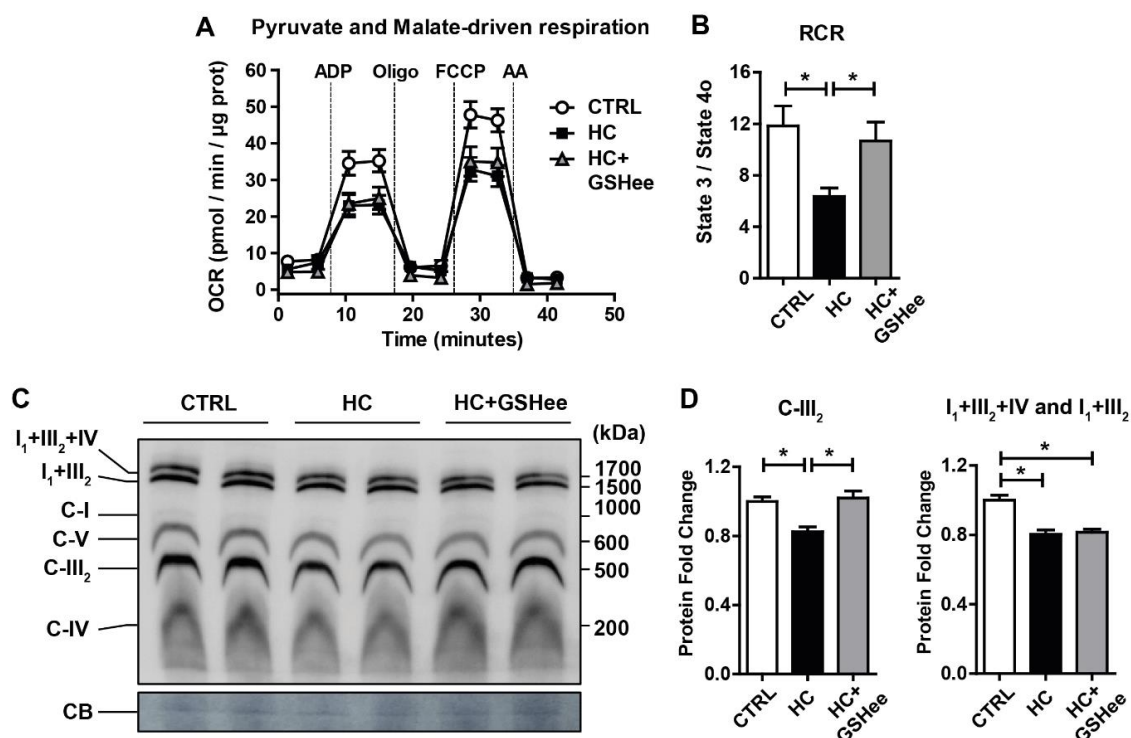 A Pyruvate and Malate-driven respiration
ADP Oligo FCCP AA
OCR (pmol / min / µg prot)
60
50
40
30
20
10
0
0 10 20 30 40 50
Time (minutes)
CTRL
HC
HC+
GSHee
B RCR
* *
State 3 / State 4o
16
12
8
4
0
CTRL
HC
HC+
GSHee
C
CTRL HC HC+GSHee
(kDa)
I₁+III₂+IV
I₁+III₂
C-I
C-V
C-III₂
C-IV
CB
1700
1500
1000
600
500
200
D C-III₂
* *
Protein Fold Change
1.2
0.8
0.4
0.0
CTRL
HC
HC+
GSHee
I₁+III₂+IV and I₁+III₂
*
*
Protein Fold Change
1.2
0.8
0.4
0.0
CTRL
HC
HC+
GSHee